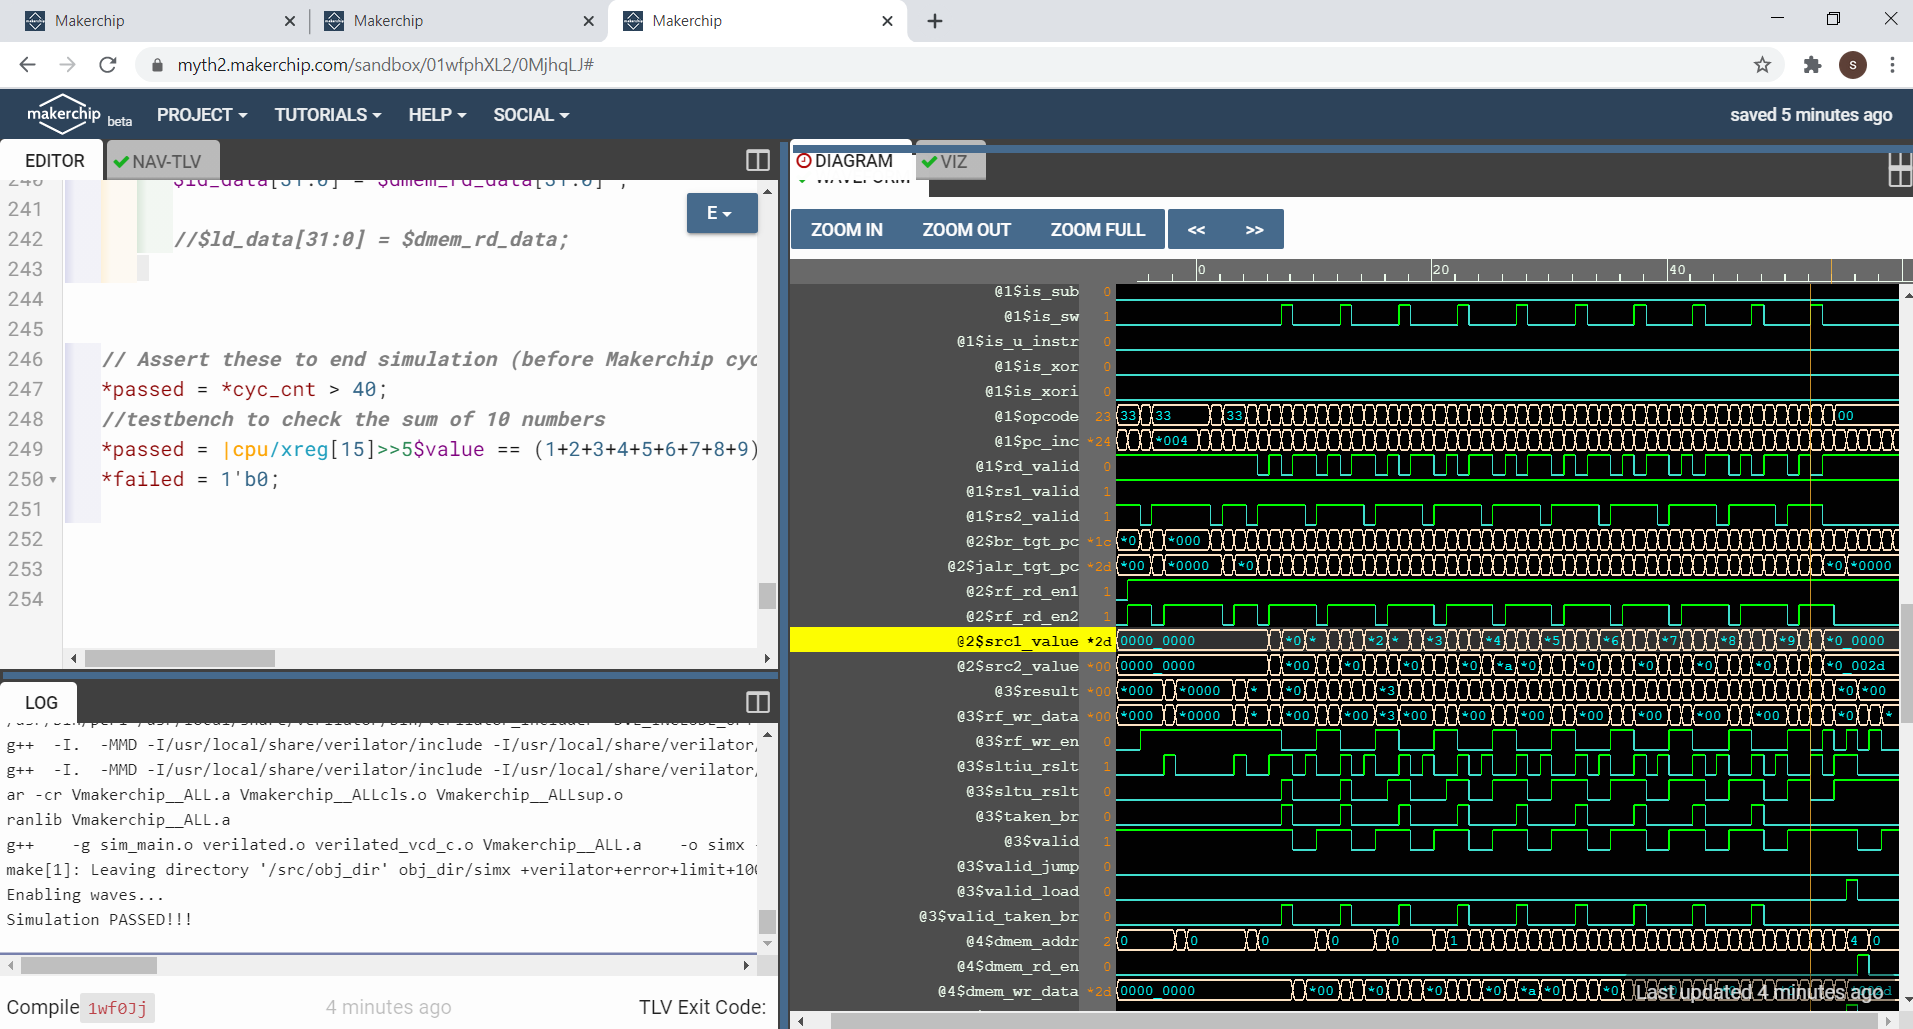 Makerchip
Makerchip
Makerchip
myth2.makerchip.com/sandbox/01wfphXL2/0MjhqLJ#
s
makerchip beta PROJECT TUTORIALS HELP SOCIAL saved 5 minutes ago
EDITOR NAV-TLV
DIAGRAM VIZ
WAVEFORM
240 $ld_data[31:0] = $dmem_rd_data[31:0] ;
241
242 //$ld_data[31:0] = $dmem_rd_data;
243
244
245
246 // Assert these to end simulation (before Makerchip cyc
247 *passed = *cyc_cnt > 40;
248 //testbench to check the sum of 10 numbers
249 *passed = |cpu/xreg[15]>>5$value == (1+2+3+4+5+6+7+8+9)
250 *failed = 1'b0;
251
252
253
254
E
LOG
g++ -I. -MMD -I/usr/local/share/verilator/include -I/usr/local/share/verilator/
g++ -I. -MMD -I/usr/local/share/verilator/include -I/usr/local/share/verilator/
ar -cr Vmakerchip__ALL.a Vmakerchip__ALLcls.o Vmakerchip__ALLsup.o
ranlib Vmakerchip__ALL.a
g++ -g sim_main.o verilated.o verilated_vcd_c.o Vmakerchip__ALL.a -o simx -
make[1]: Leaving directory '/src/obj_dir' obj_dir/simx +verilator+error+limit+100
Enabling waves...
Simulation PASSED!!!
Compile 1wf0Jj 4 minutes ago TLV Exit Code:
ZOOM IN ZOOM OUT ZOOM FULL << >>
0 20 40
@1$is_sub 0
@1$is_sw 1
@1$is_u_instr 0
@1$is_xor 0
@1$is_xori 0
@1$opcode 23 33 33 33 00
@1$pc_inc *24 *004
@1$rd_valid 0
@1$rs1_valid 1
@1$rs2_valid 1
@2$br_tgt_pc *1c *0 *000
@2$jalr_tgt_pc *2d *00 *0000 *0 *0 *0000
@2$rf_rd_en1 1
@2$rf_rd_en2 1
@2$src1_value *2d 0000_0000 *0 * *2 * *3 *4 *5 *6 *7 *8 *9 *0_0000
@2$src2_value *00 0000_0000 *00 *0 *0 *0 *a *0 *0 *0 *0 *0 *0_002d
@3$result *00 *000 *0000 * *0 *3 *0 *00
@3$rf_wr_data *00 *000 *0000 * *00 *00 *3 *00 *00 *00 *00 *00 *00 *00 *0 *
@3$rf_wr_en 0
@3$sltiu_rslt 1
@3$sltu_rslt 0
@3$taken_br 0
@3$valid 1
@3$valid_jump 0
@3$valid_load 0
@3$valid_taken_br 0
@4$dmem_addr 2 0 0 0 0 0 1 4 0
@4$dmem_rd_en 0
@4$dmem_wr_data *2d 0000_0000 *00 *0 *0 *0 *a *0 *0
Last updated 4 minutes ago